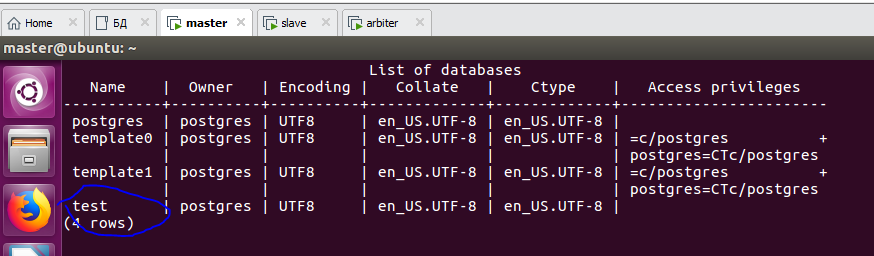 Home БД master slave arbiter
master@ubuntu: ~
List of databases
Name | Owner | Encoding | Collate | Ctype | Access privileges
-----------+----------+----------+-------------+-------------+-----------------------
postgres | postgres | UTF8 | en_US.UTF-8 | en_US.UTF-8 |
template0 | postgres | UTF8 | en_US.UTF-8 | en_US.UTF-8 | =c/postgres +
| | | | | postgres=CTc/postgres
template1 | postgres | UTF8 | en_US.UTF-8 | en_US.UTF-8 | =c/postgres +
| | | | | postgres=CTc/postgres
test | postgres | UTF8 | en_US.UTF-8 | en_US.UTF-8 |
(4 rows)